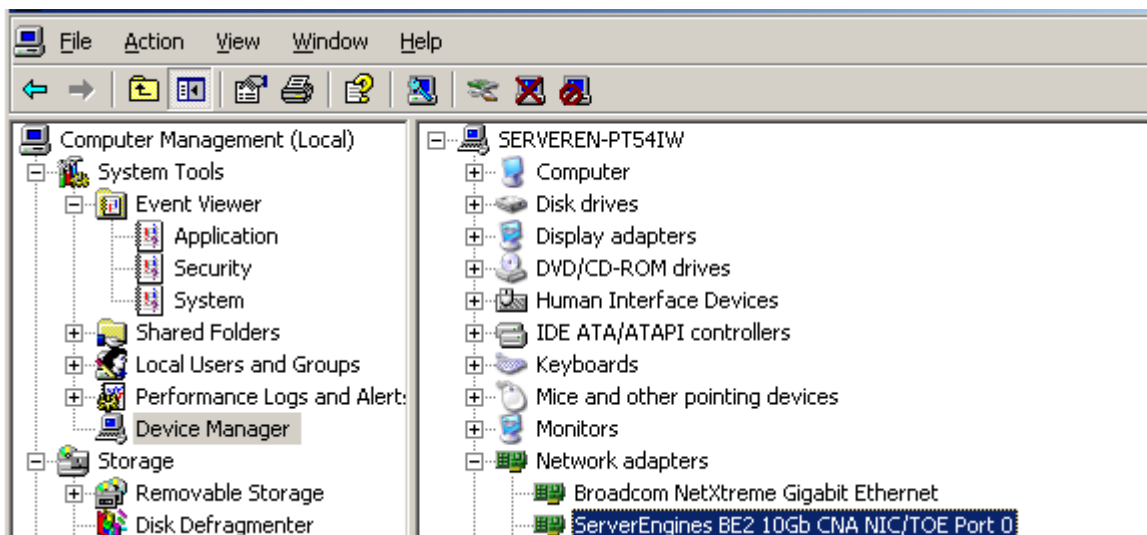 File Action View Window Help
Computer Management (Local)
System Tools
Event Viewer
Application
Security
System
Shared Folders
Local Users and Groups
Performance Logs and Alert
Device Manager
Storage
Removable Storage
Disk Defragmenter
SERVEREN-PT54IW
Computer
Disk drives
Display adapters
DVD/CD-ROM drives
Human Interface Devices
IDE ATA/ATAPI controllers
Keyboards
Mice and other pointing devices
Monitors
Network adapters
Broadcom NetXtreme Gigabit Ethernet
ServerEngines BE2 10Gb CNA NIC/TOE Port 0